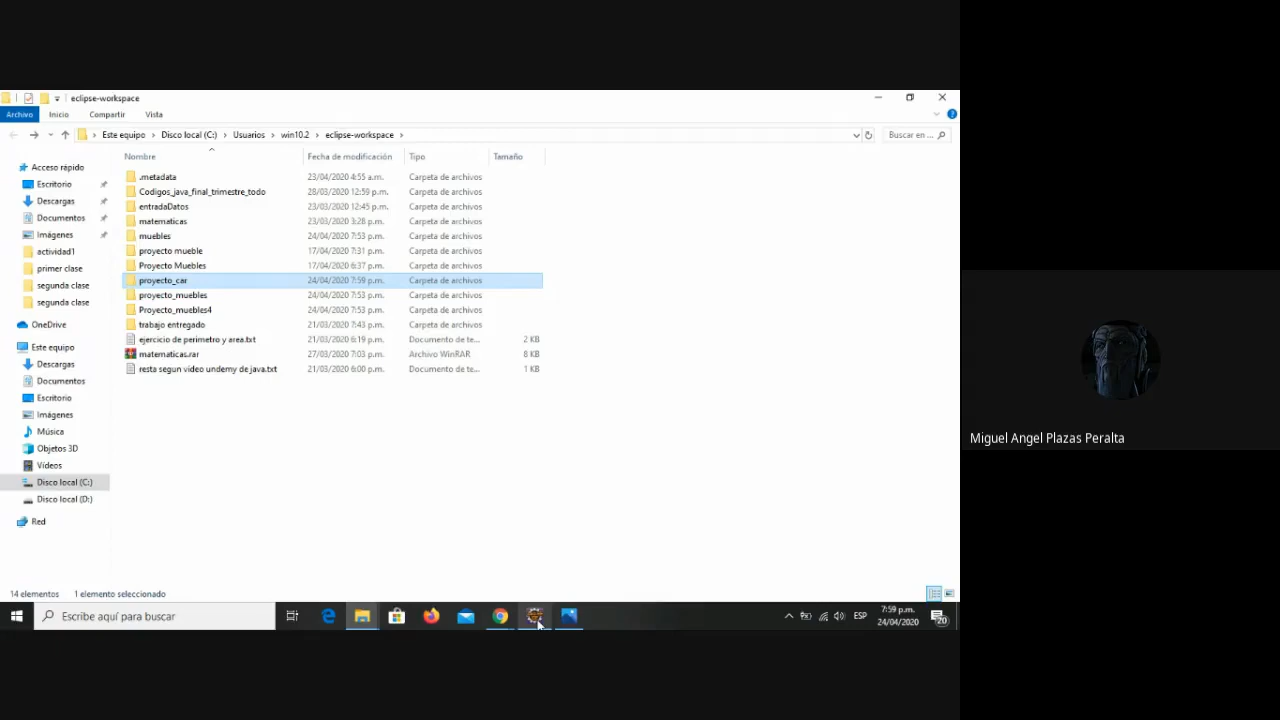 eclipse-workspace
Archivo Inicio Compartir Vista
Este equipo > Disco local (C:) > Usuarios > win10.2 > eclipse-workspace >
Buscar en ...
Nombre Fecha de modificación Tipo Tamaño
Acceso rápido
Escritorio
Descargas
Documentos
Imágenes
actividad1
primer clase
segunda clase
segunda clase
OneDrive
Este equipo
Descargas
Documentos
Escritorio
Imágenes
Música
Objetos 3D
Vídeos
Disco local (C:)
Disco local (D:)
Red
.metadata 23/04/2020 4:55 a.m. Carpeta de archivos
Codigos_java_final_trimestre_todo 28/03/2020 12:59 p.m. Carpeta de archivos
entradaDatos 23/03/2020 12:45 p.m. Carpeta de archivos
matematicas 23/03/2020 3:28 p.m. Carpeta de archivos
muebles 24/04/2020 7:53 p.m. Carpeta de archivos
proyecto mueble 17/04/2020 7:31 p.m. Carpeta de archivos
Proyecto Muebles 17/04/2020 6:37 p.m. Carpeta de archivos
proyecto_car 24/04/2020 7:59 p.m. Carpeta de archivos
proyecto_muebles 24/04/2020 7:53 p.m. Carpeta de archivos
Proyecto_muebles4 24/04/2020 7:53 p.m. Carpeta de archivos
trabajo entregado 21/03/2020 7:43 p.m. Carpeta de archivos
ejercicio de perimetro y area.txt 21/03/2020 6:19 p.m. Documento de te... 2 KB
matematicas.rar 27/03/2020 7:03 p.m. Archivo WinRAR 8 KB
resta segun video undemy de java.txt 21/03/2020 6:00 p.m. Documento de te... 1 KB
14 elementos 1 elemento seleccionado
Escribe aquí para buscar
ESP
7:59 p.m.
24/04/2020
20
Miguel Angel Plazas Peralta